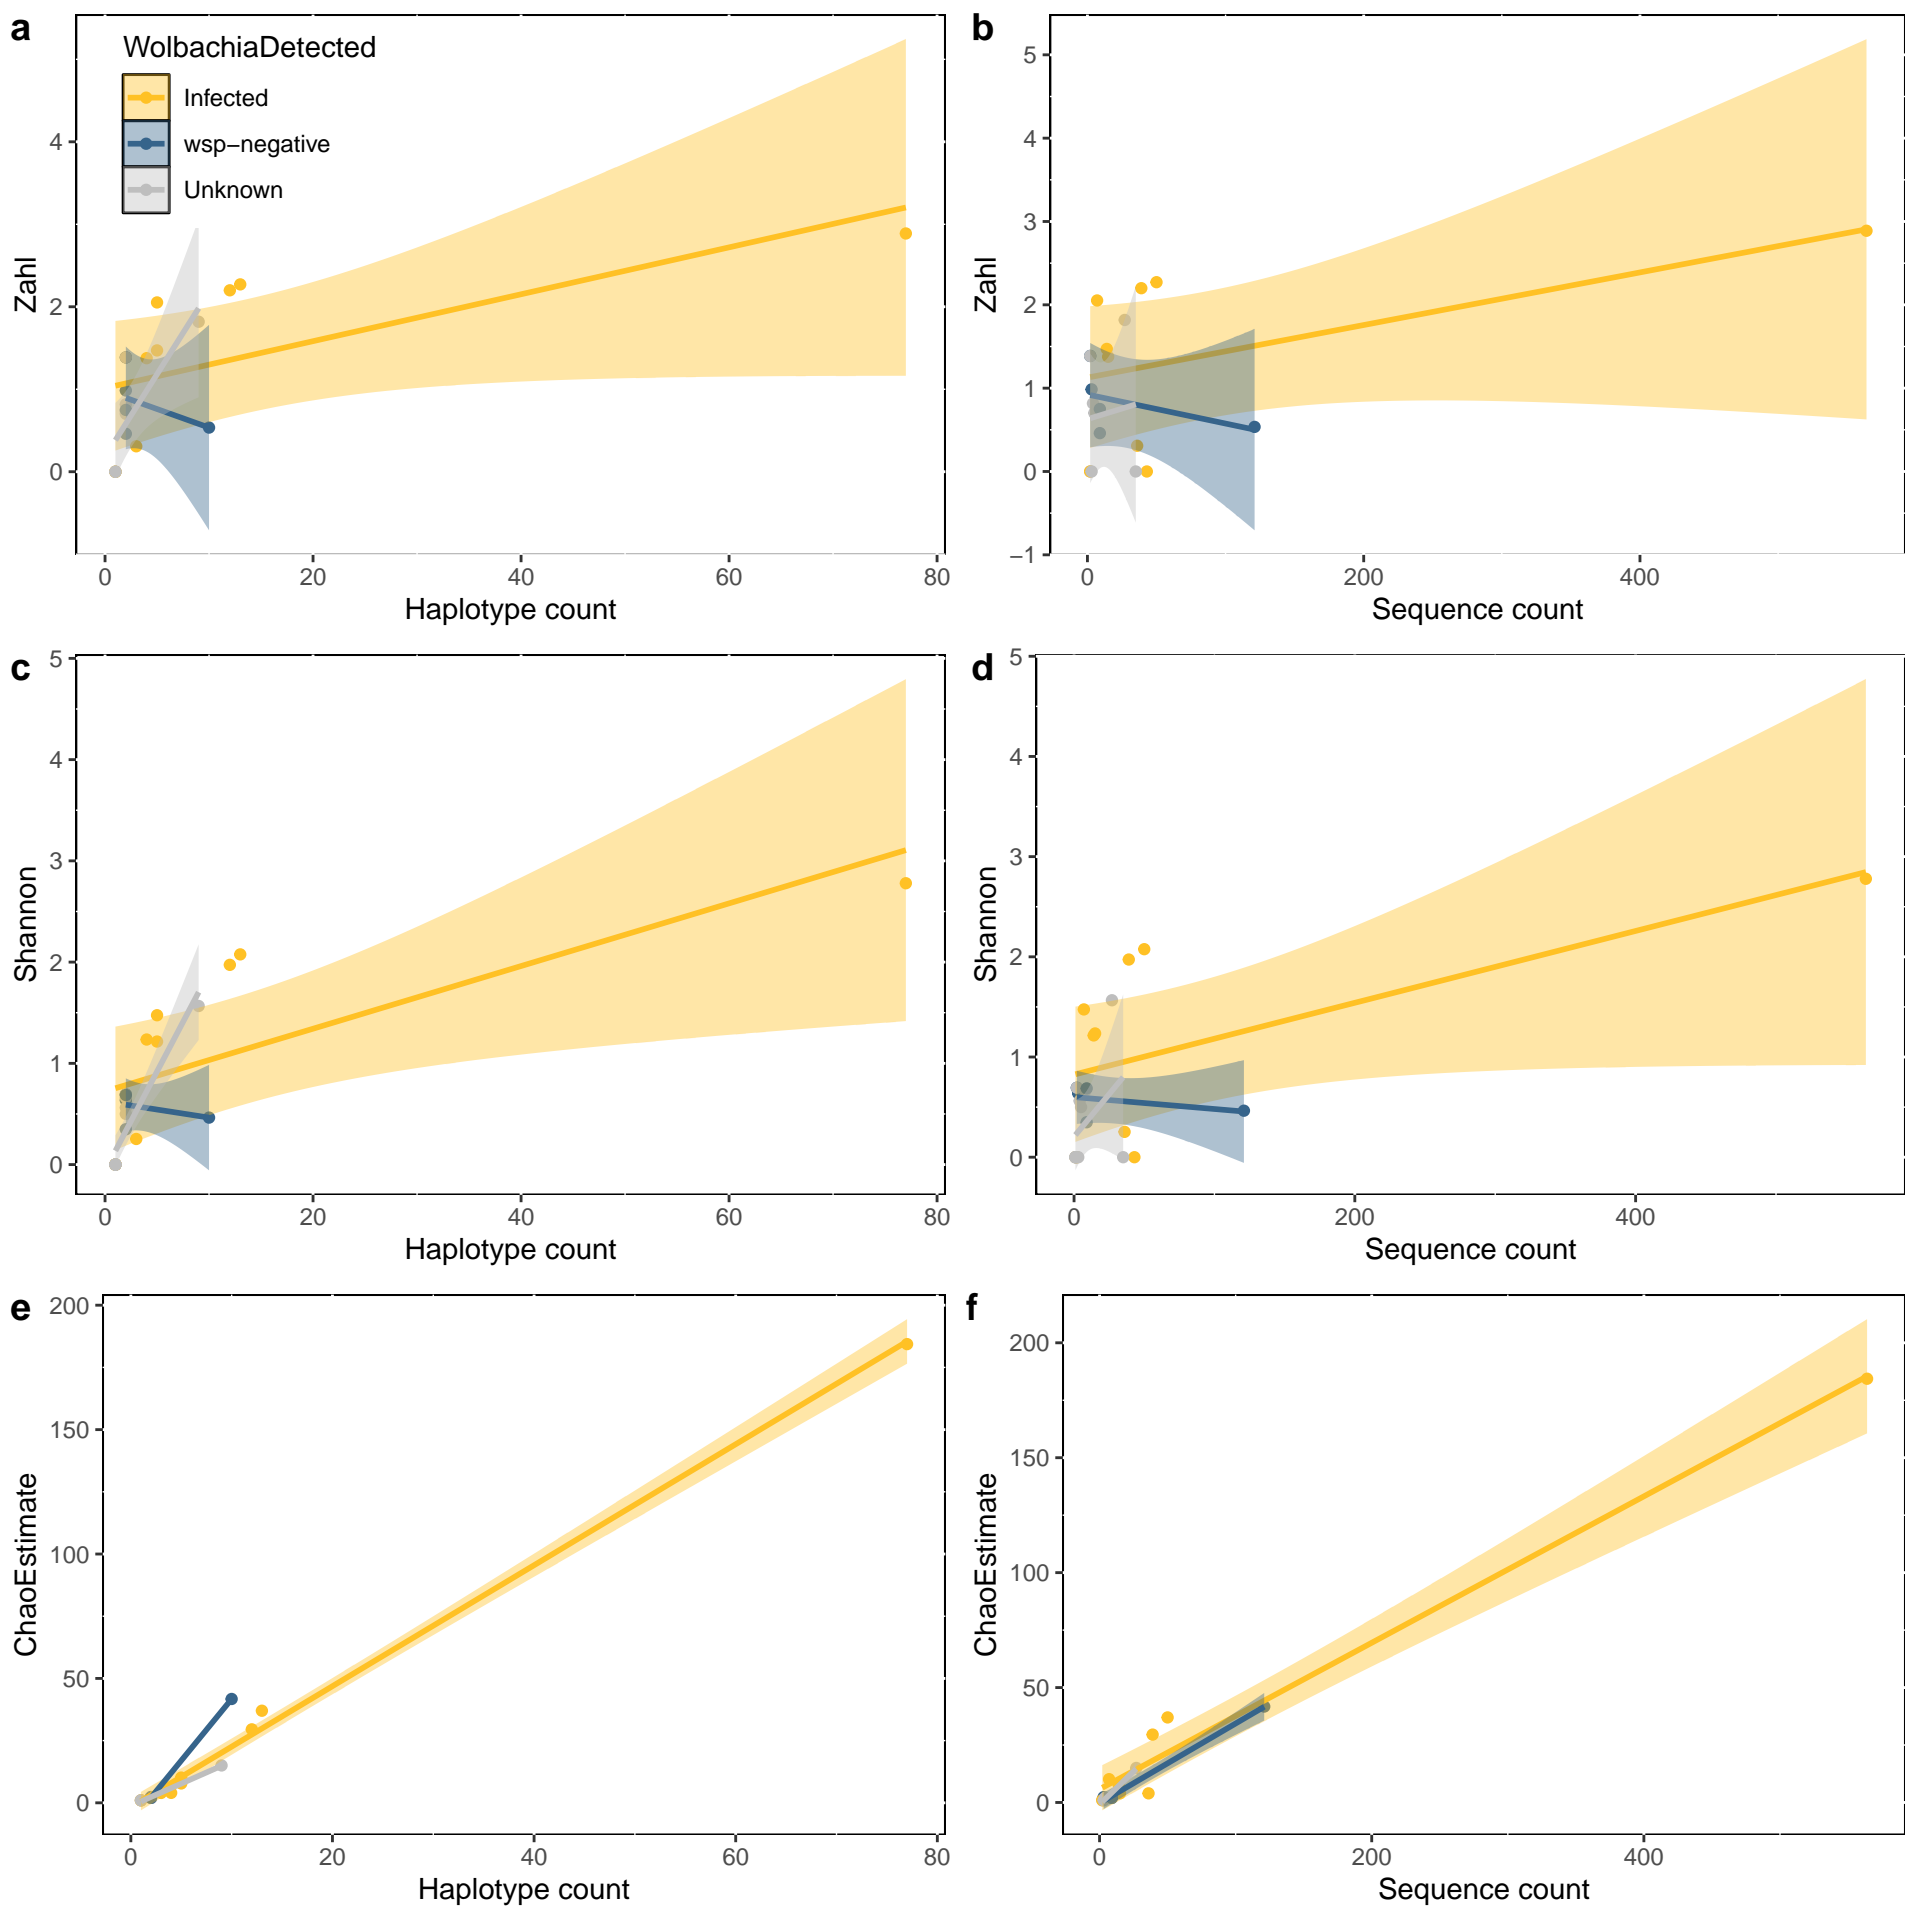 a
WolbachiaDetected
Infected
wsp−negative
Unknown
4
2
0
Zahl
0 20 40 60 80
Haplotype count
b
5
4
3
2
1
0
−1
Zahl
0 200 400
Sequence count
c
5
4
3
2
1
0
Shannon
0 20 40 60 80
Haplotype count
d
5
4
3
2
1
0
Shannon
0 200 400
Sequence count
e
200
150
100
50
0
ChaoEstimate
0 20 40 60 80
Haplotype count
f
200
150
100
50
0
ChaoEstimate
0 200 400
Sequence count